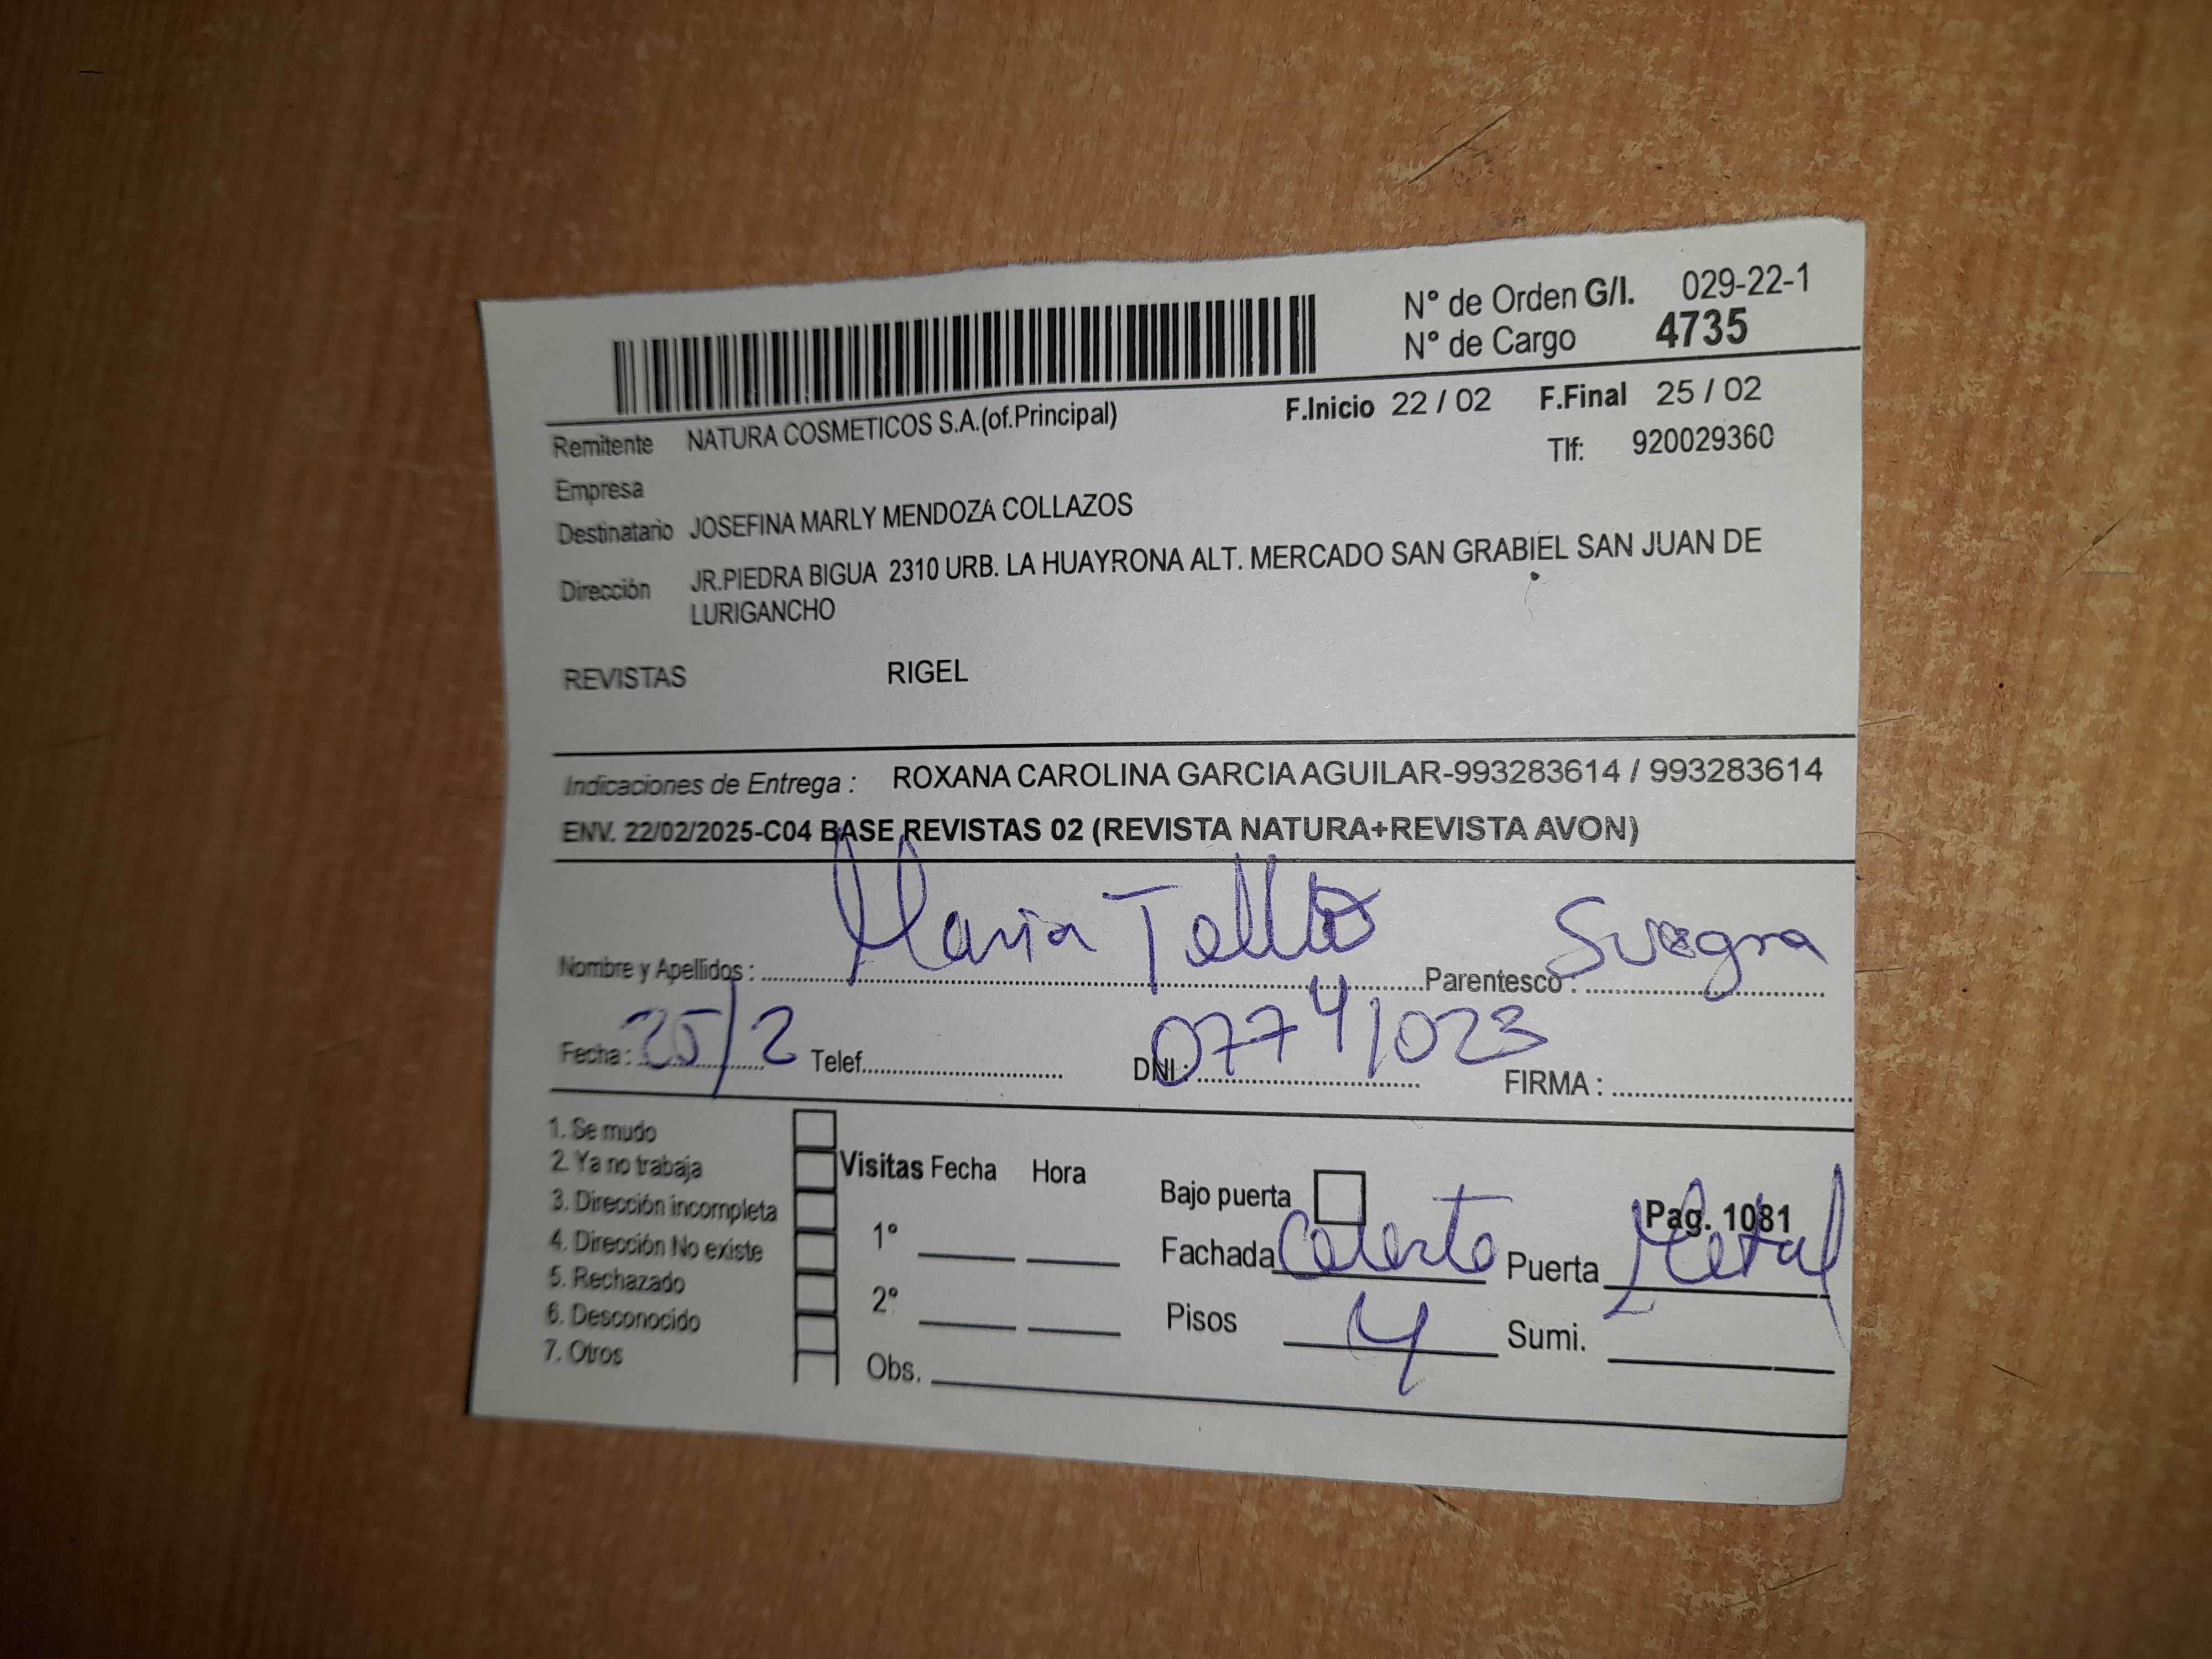 N° de Orden G/I. 029-22-1
N° de Cargo 4735
F.Inicio 22 / 02 F.Final 25 / 02
Remitente NATURA COSMETICOS S.A.(of.Principal)
Tlf: 920029360
Empresa
Destinatario JOSEFINA MARLY MENDOZA COLLAZOS
Dirección JR.PIEDRA BIGUA 2310 URB. LA HUAYRONA ALT. MERCADO SAN GRABIEL SAN JUAN DE
LURIGANCHO
REVISTAS RIGEL
Indicaciones de Entrega : ROXANA CAROLINA GARCIA AGUILAR-993283614 / 993283614
ENV. 22/02/2025-C04 BASE REVISTAS 02 (REVISTA NATURA+REVISTA AVON)
Nombre y Apellidos : Maria Tello Parentesco : Suegra
Fecha : 25/2 Telef. DNI : 07741023 FIRMA :
1. Se mudo
2. Ya no trabaja
3. Dirección incompleta
4. Dirección No existe
5. Rechazado
6. Desconocido
7. Otros
Visitas Fecha Hora
1°
2°
Obs.
Bajo puerta Pag. 1081
Fachada Celeste Puerta Metal
Pisos 4 Sumi.